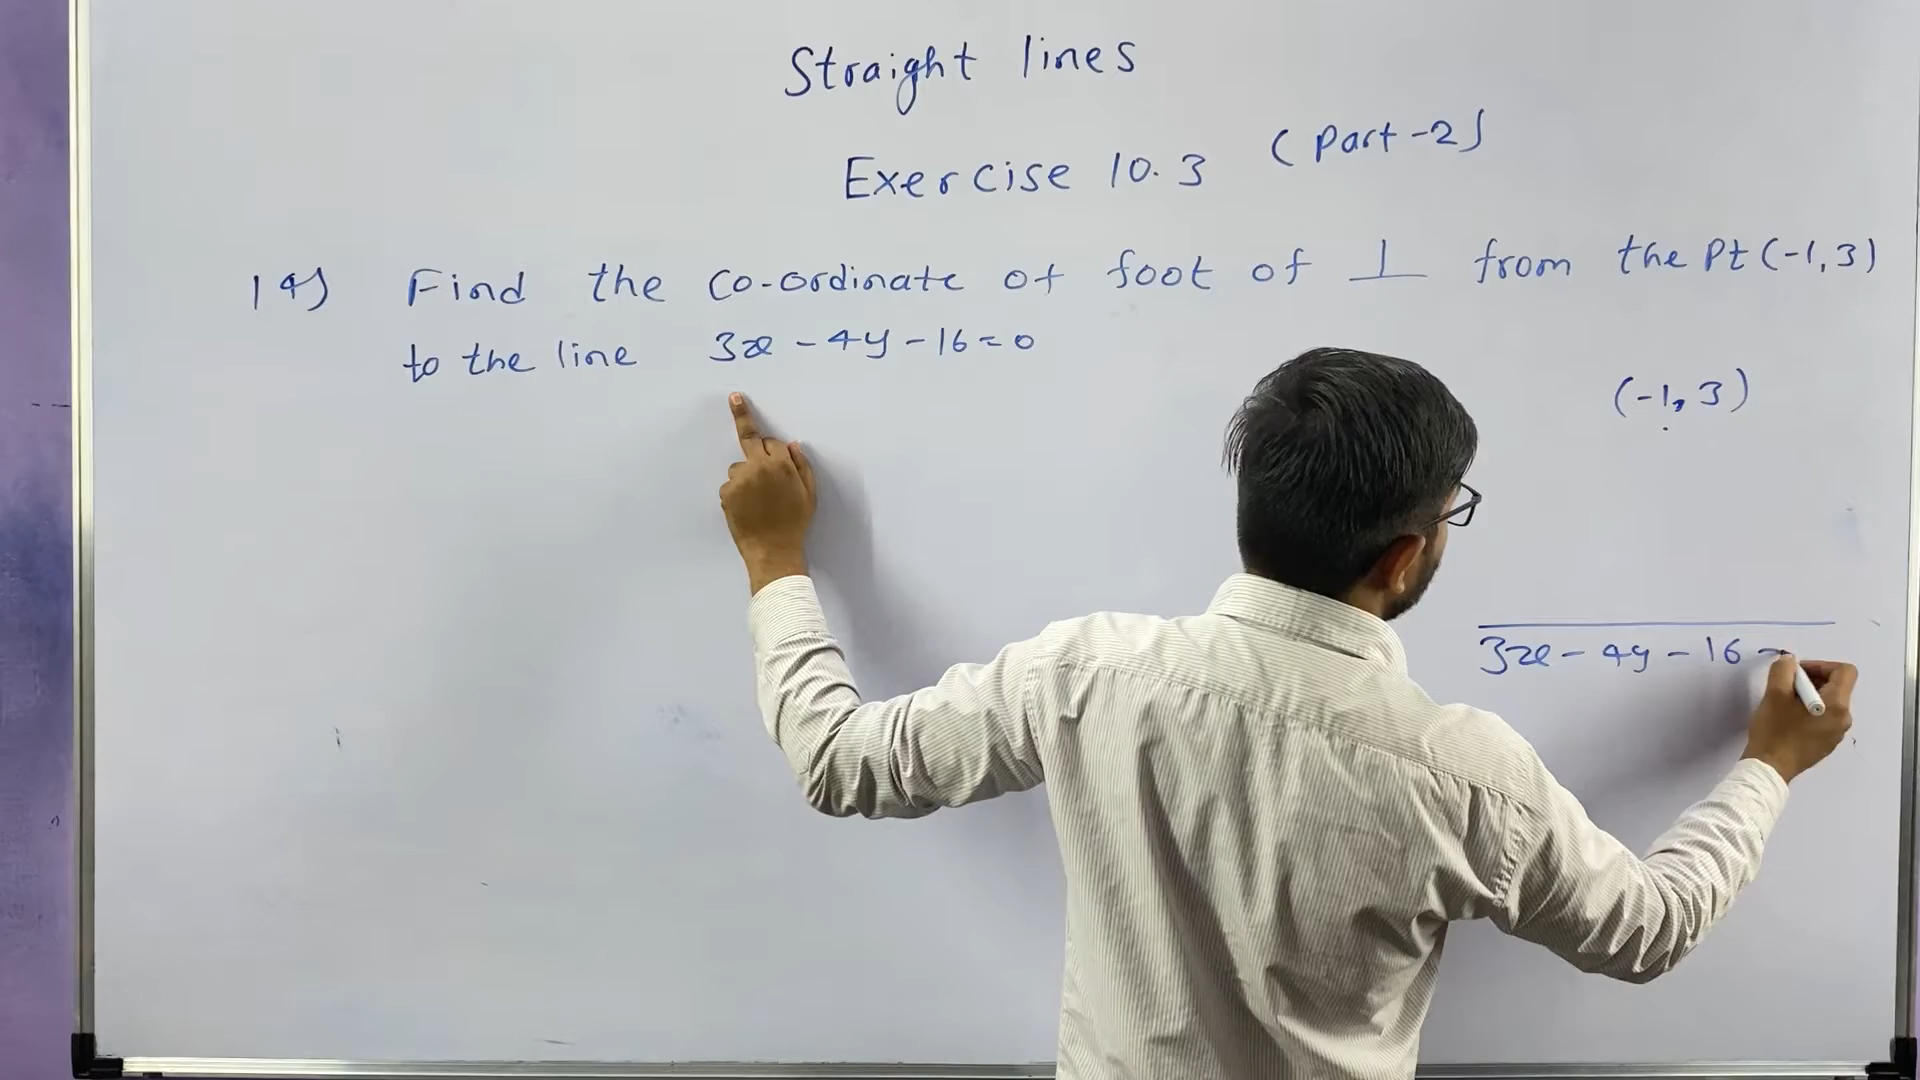 Straight lines
Exercise 10.3 (Part-2)
14) Find the co-ordinate of foot of ⊥ from the Pt (-1,3)
to the line 3x - 4y - 16 = 0
(-1, 3)
3x - 4y - 16 =